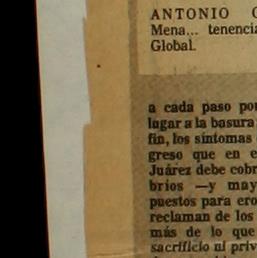 ANTONIO
Mena... tenencia
Global.
a cada paso por
lugar a la basura
fin, los síntomas
greso que en e
Juárez debe cobr
bríos —y may
puestos para ero
reclaman de los
más de lo que
sacrificio al priv